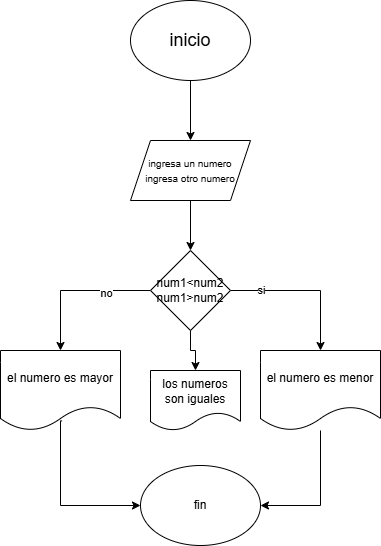 inicio
ingresa un numero
ingresa otro numero
num1<num2
num1>num2
no
si
el numero es mayor
los numeros
son iguales
el numero es menor
fin